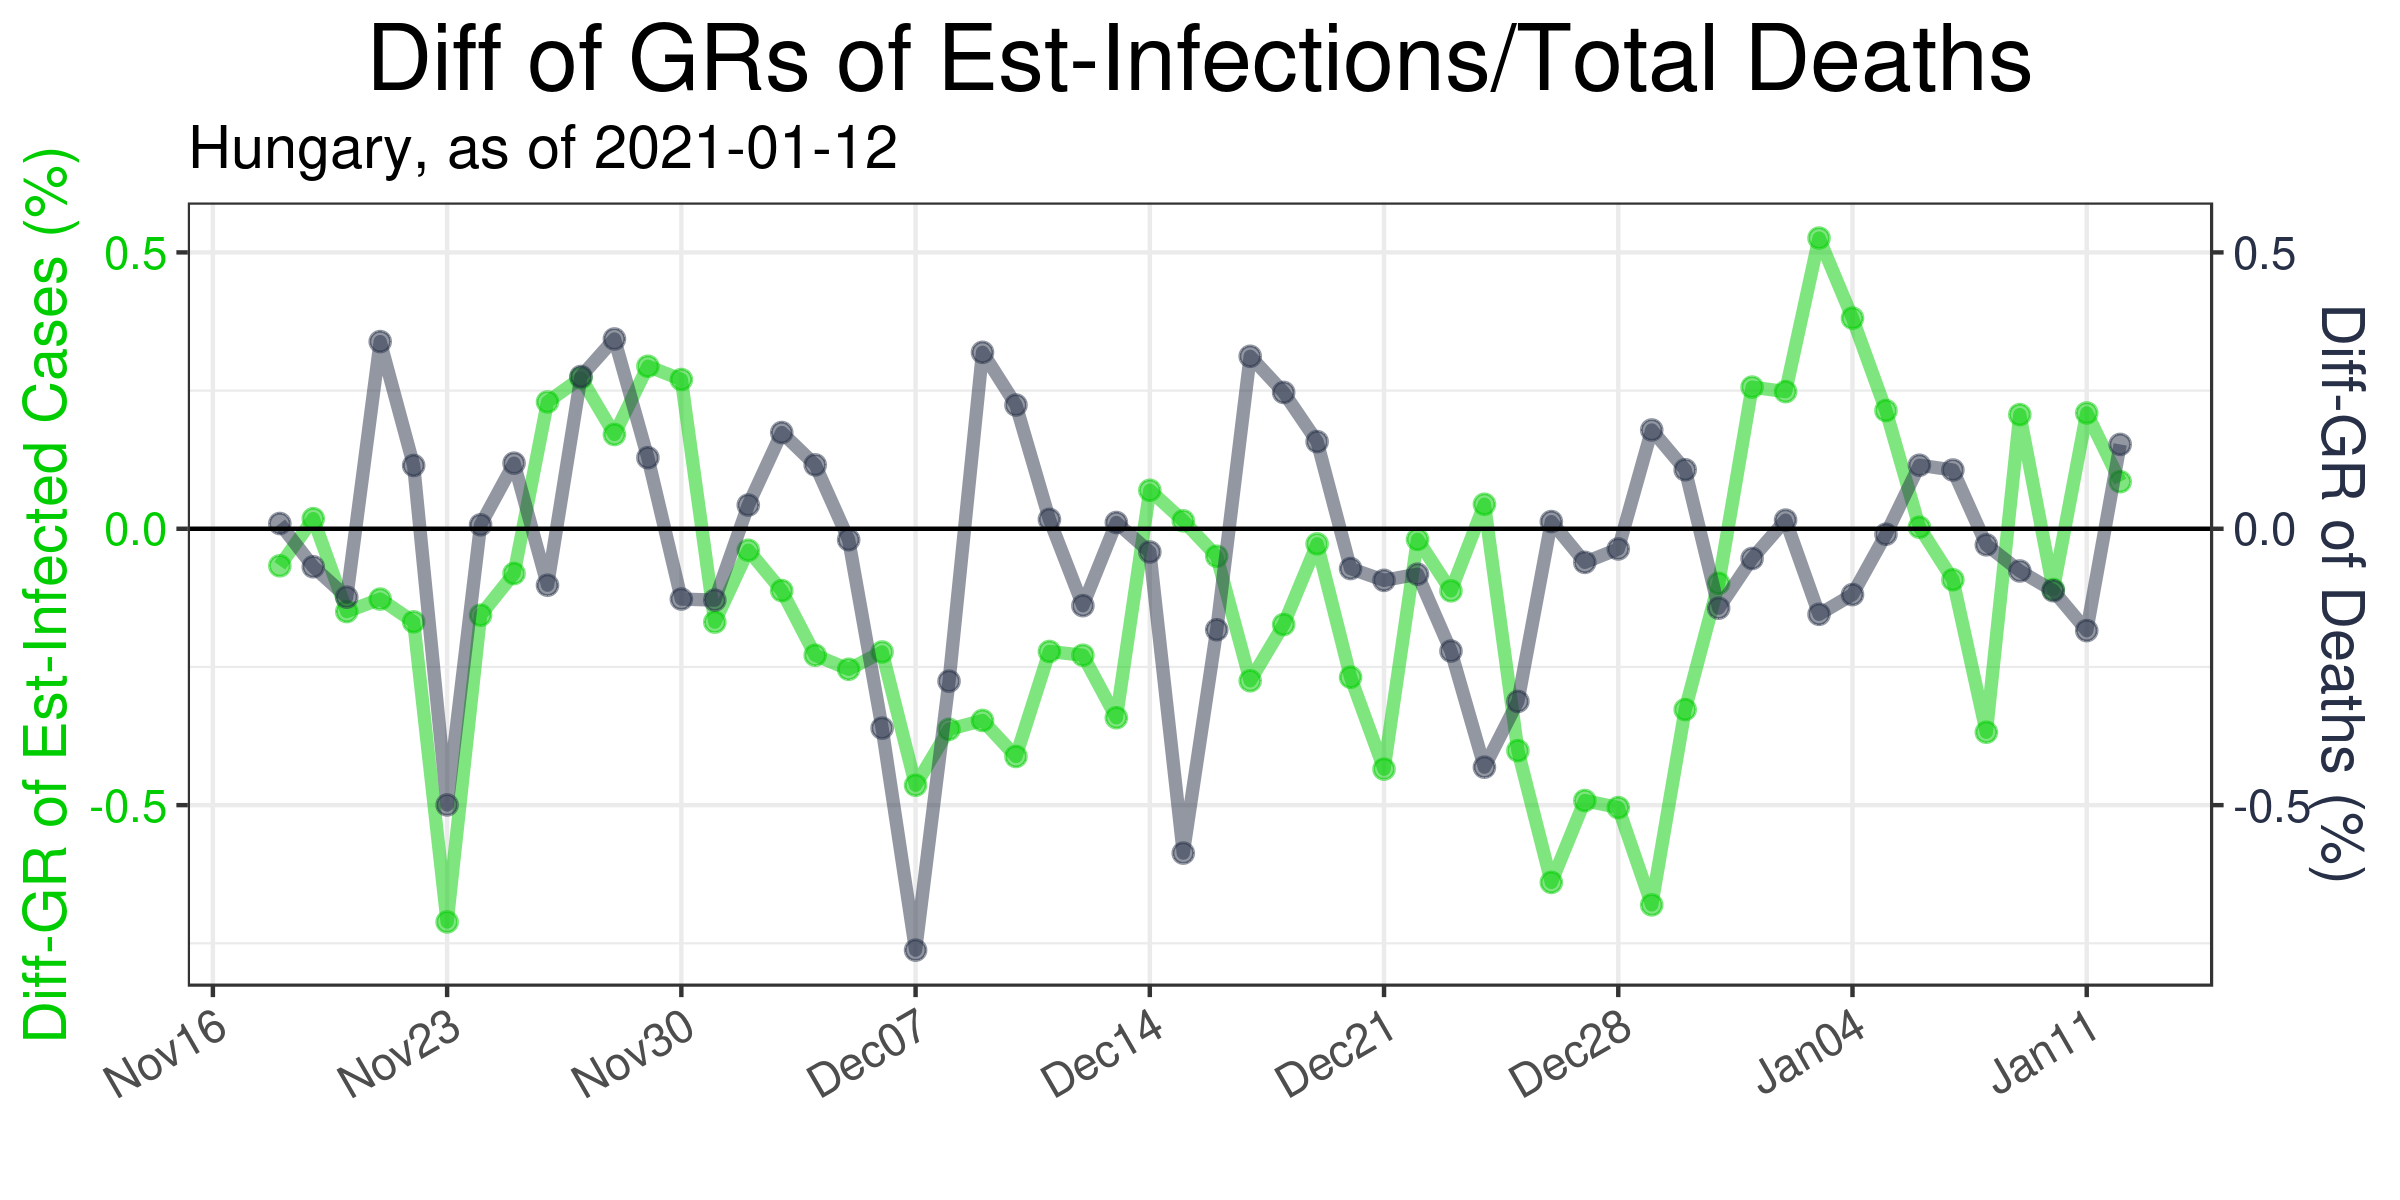 Diff of GRs of Est-Infections/Total Deaths
Hungary, as of 2021-01-12
Diff-GR of Est-Infected Cases (%)
0.5
0.0
-0.5
0.5
0.0
-0.5
Diff-GR of Deaths (%)
Nov16
Nov23
Nov30
Dec07
Dec14
Dec21
Dec28
Jan04
Jan11